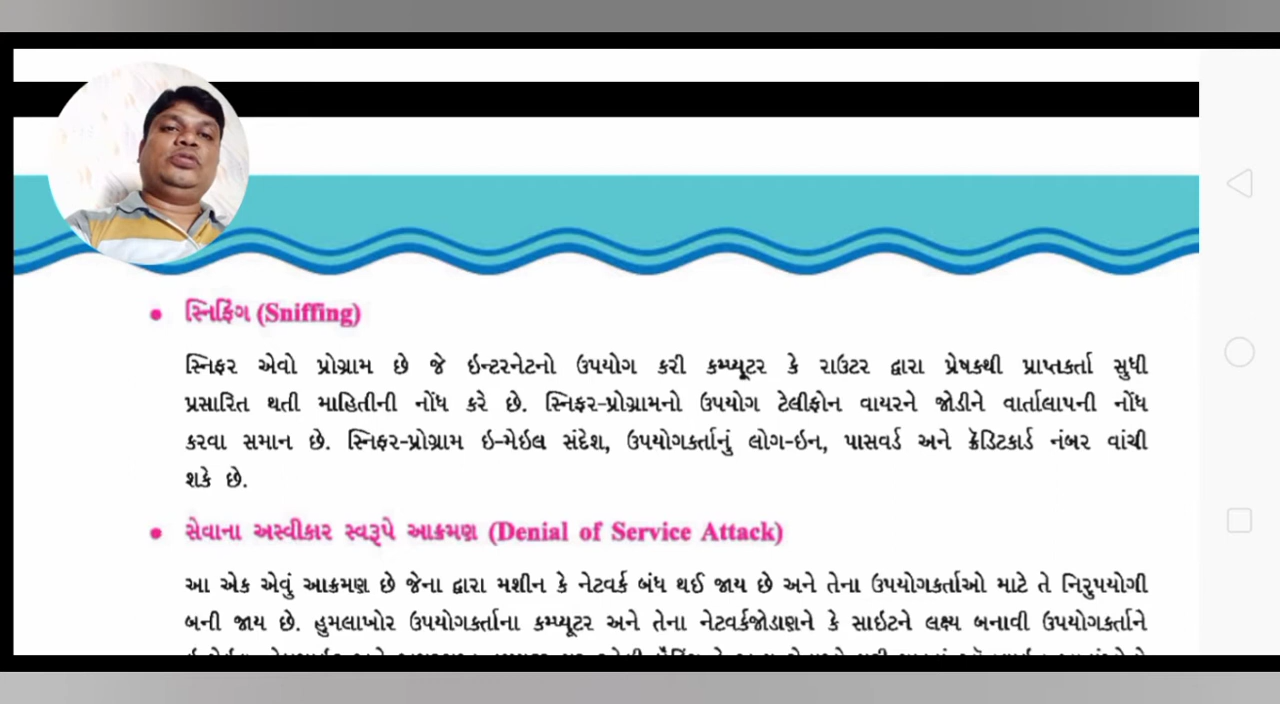 • સ્નિફિંગ (Sniffing)
સ્નિફર એવો પ્રોગ્રામ છે જે ઇન્ટરનેટનો ઉપયોગ કરી કમ્પ્યૂટર કે રાઉટર દ્વારા પ્રેષકથી પ્રાપ્તકર્તા સુધી
પ્રસારિત થતી માહિતીની નોંધ કરે છે. સ્નિફર-પ્રોગ્રામનો ઉપયોગ ટેલીફોન વાયરને જોડીને વાર્તાલાપની નોંધ
કરવા સમાન છે. સ્નિફર-પ્રોગ્રામ ઇ-મેઇલ સંદેશ, ઉપયોગકર્તાનું લોગ-ઇન, પાસવર્ડ અને ક્રૅડિટકાર્ડ નંબર વાંચી
શકે છે.
• સેવાના અસ્વીકાર સ્વરૂપે આક્રમણ (Denial of Service Attack)
આ એક એવું આક્રમણ છે જેના દ્વારા મશીન કે નેટવર્ક બંધ થઈ જાય છે અને તેના ઉપયોગકર્તાઓ માટે તે નિરુપયોગી
બની જાય છે. હુમલાખોર ઉપયોગકર્તાના કમ્પ્યૂટર અને તેના નેટવર્કજોડાણને કે સાઇટને લક્ષ્ય બનાવી ઉપયોગકર્તાને